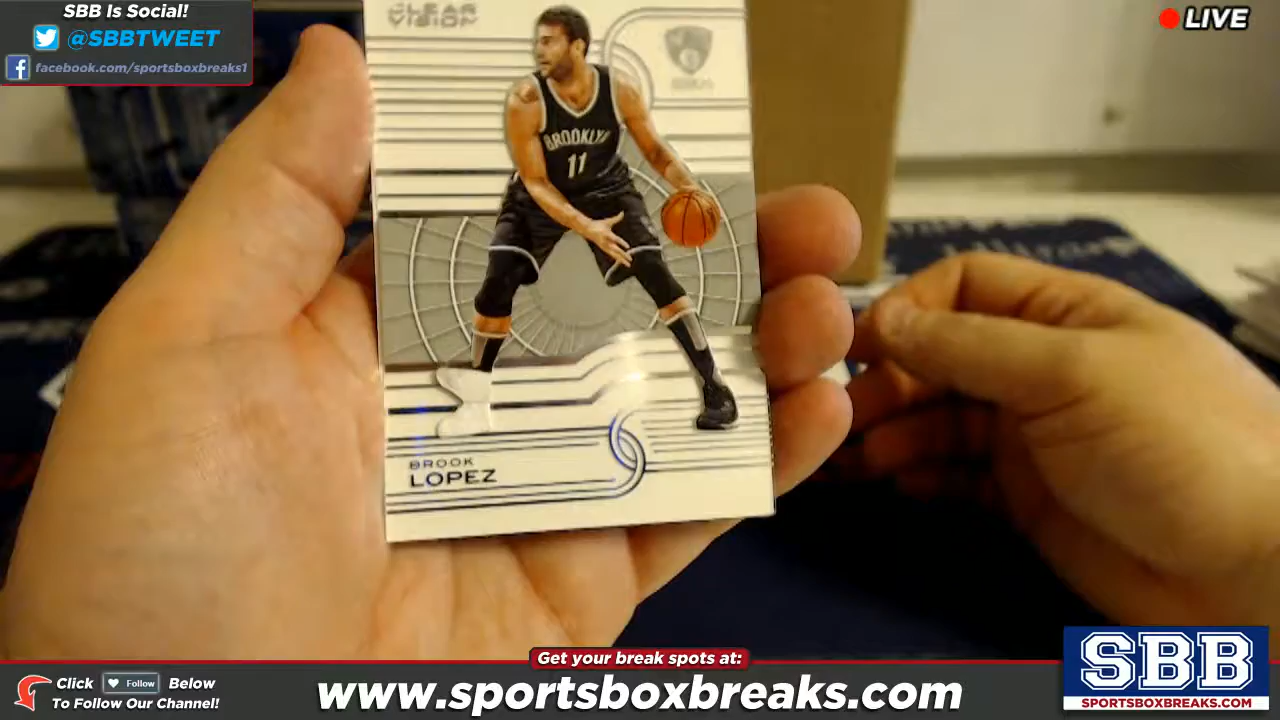 SBB Is Social!
@SBBTWEET
facebook.com/sportsboxbreaks1
LIVE
CLEAR
VISION
BROOKLYN
11
BROOK
LOPEZ
Get your break spots at:
Click Follow Below
To Follow Our Channel!
www.sportsboxbreaks.com
SBB
SPORTSBOXBREAKS.COM